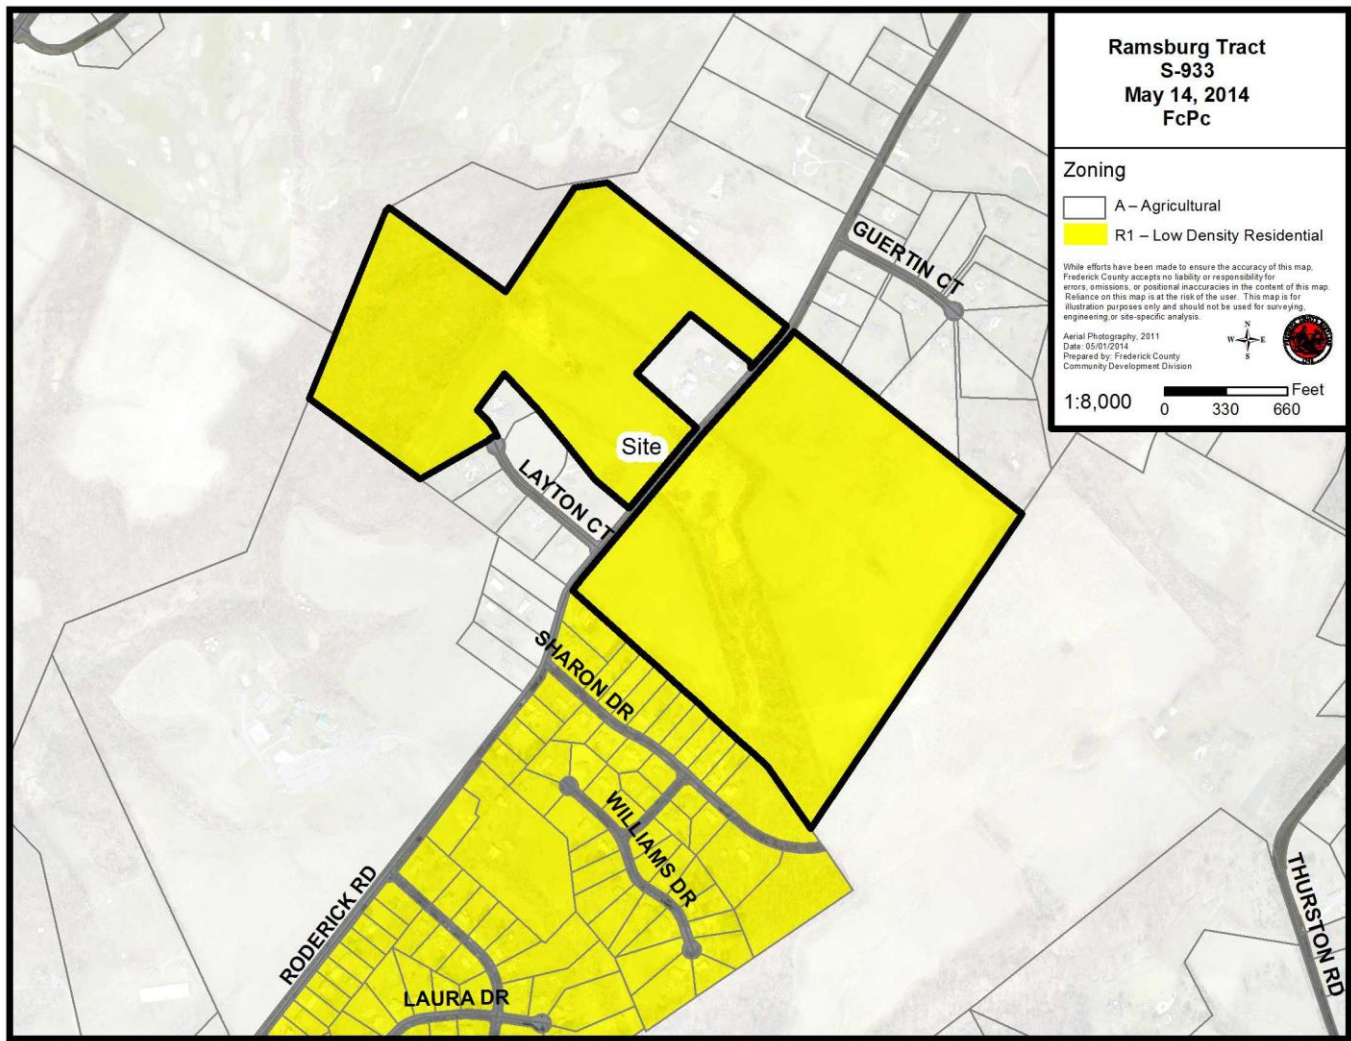 Ramsburg Tract
S-933
May 14, 2014
FcPc
Zoning
A – Agricultural
R1 – Low Density Residential
While efforts have been made to ensure the accuracy of this map,
Frederick County accepts no liability or responsibility for
errors, omissions, or positional inaccuracies in the content of this map.
Reliance on this map is at the risk of the user. This map is for
illustration purposes only and should not be used for surveying,
engineering, or site-specific analysis.
Aerial Photography, 2011
Date: 05/01/2014
Prepared by: Frederick County
Community Development Division
N
W E
S
1:8,000
Feet
0 330 660
GUERTIN CT
Site
LAYTON CT
SHARON DR
WILLIAMS DR
RODERICK RD
LAURA DR
THURSTON RD